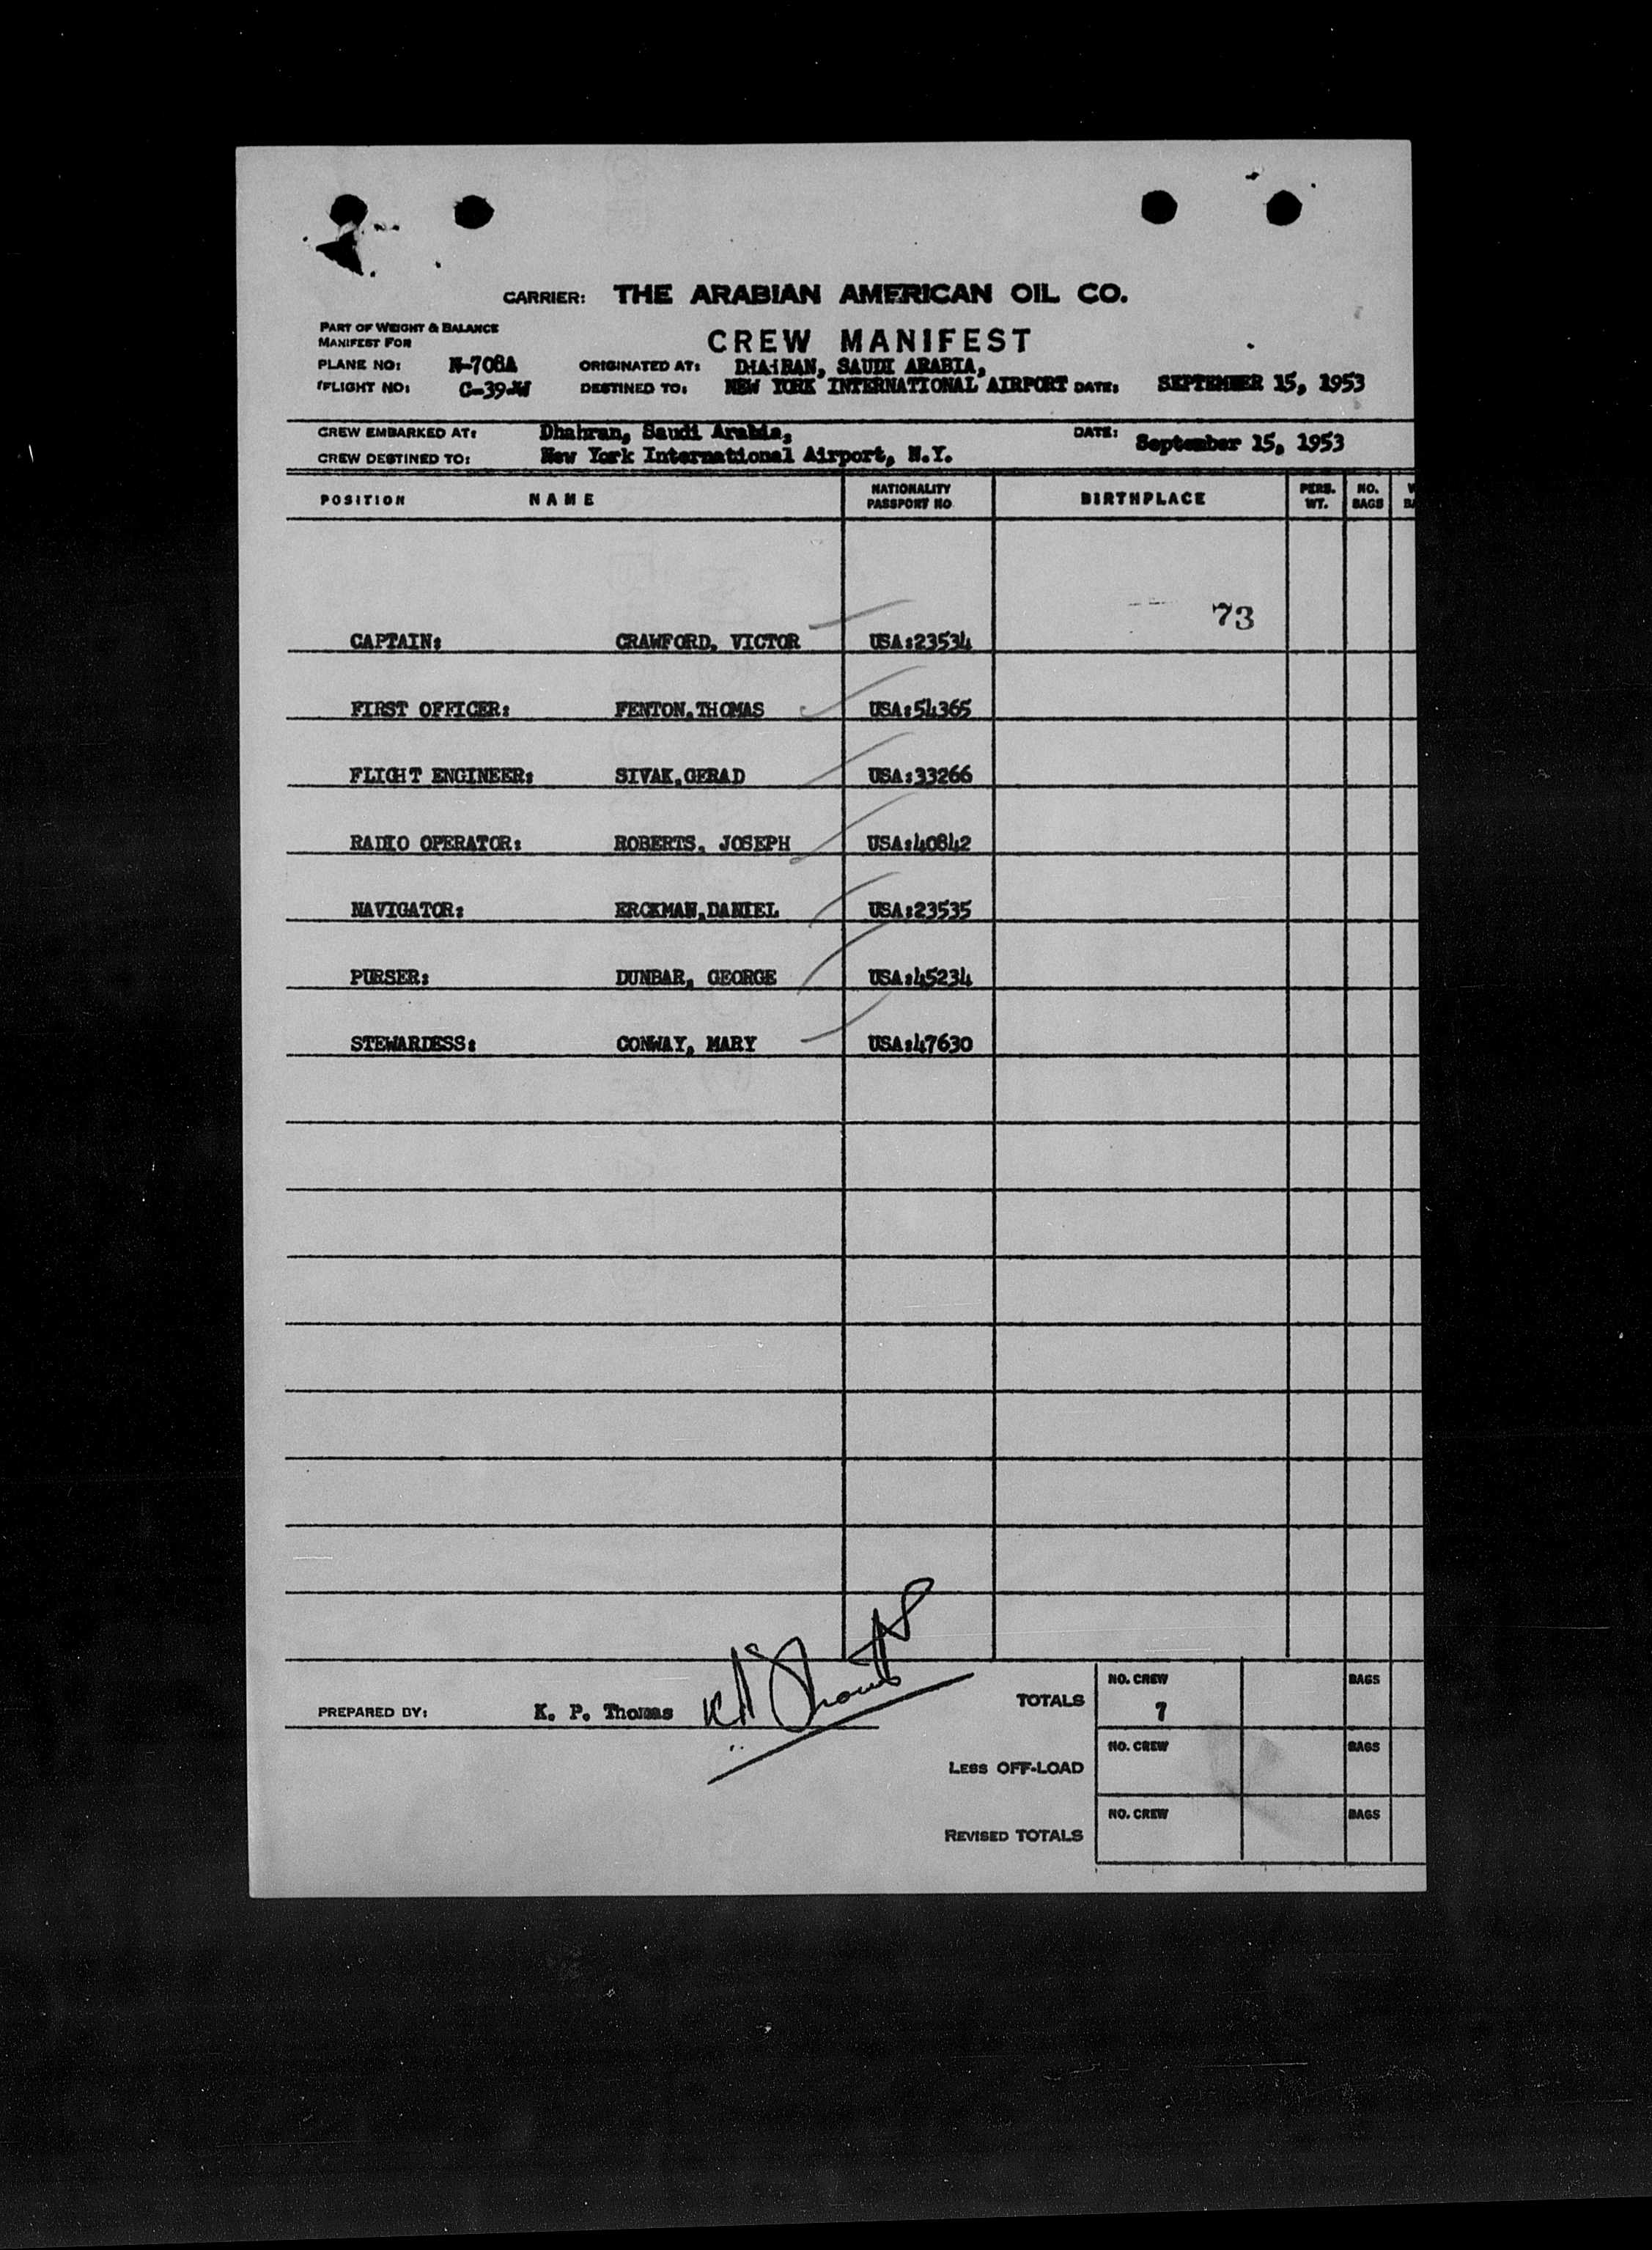 CARRIER: THE ARABIAN AMERICAN OIL CO.
PART OF WEIGHT & BALANCE
MANIFEST FOR
CREW MANIFEST
PLANE NO: N-708A ORIGINATED AT: DHAHRAN, SAUDI ARABIA,
FLIGHT NO: C-39-W DESTINED TO: NEW YORK INTERNATIONAL AIRPORT DATE: SEPTEMBER 15, 1953
CREW EMBARKED AT: Dhahran, Saudi Arabia, DATE: September 15, 1953
CREW DESTINED TO: New York International Airport, N.Y.
POSITION NAME NATIONALITY PASSPORT NO BIRTHPLACE PERS. WT. NO. BAGS
73
CAPTAIN: CRAWFORD, VICTOR USA:23534
FIRST OFFICER: FENTON,THOMAS USA:54365
FLIGHT ENGINEER: SIVAK,GERAD USA:33266
RADIO OPERATOR: ROBERTS, JOSEPH USA:40842
NAVIGATOR: ERCKMAN,DANIEL USA:23535
PURSER: DUNBAR, GEORGE USA:45234
STEWARDESS: CONWAY, MARY USA:47630
NO. CREW BAGS
PREPARED BY: K. P. Thomas TOTALS 7
NO. CREW BAGS
LESS OFF-LOAD
NO. CREW BAGS
REVISED TOTALS